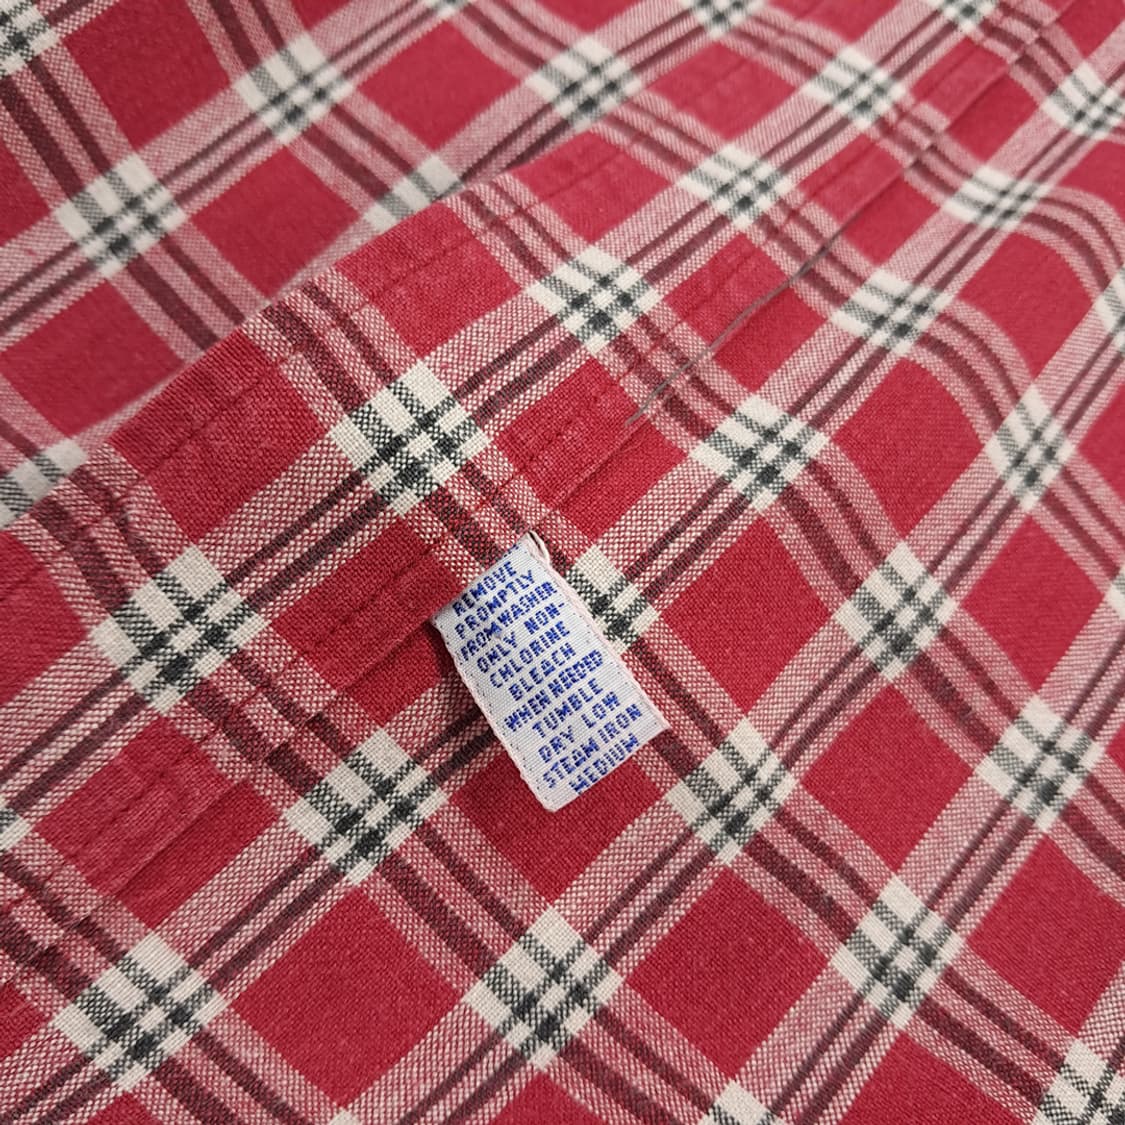 REMOVE
PROMPTLY
FROM WASHER
ONLY NON-
CHLORINE
BLEACH
WHEN NEEDED
TUMBLE
DRY LOW
STEAM IRON
MEDIUM